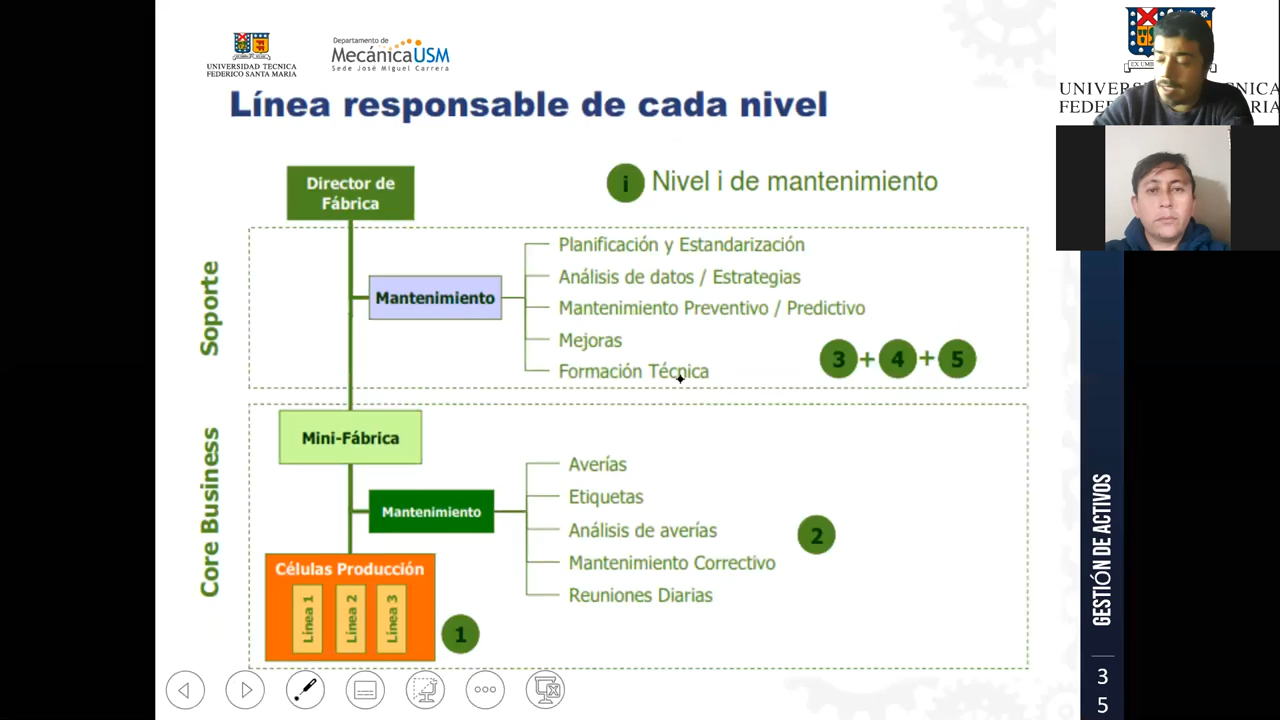 UNIVERSIDAD TECNICA
FEDERICO SANTA MARIA
Departamento de
MecánicaUSM
Sede José Miguel Carrera
Línea responsable de cada nivel
Director de
Fábrica
i Nivel i de mantenimiento
Soporte
Mantenimiento
Planificación y Estandarización
Análisis de datos / Estrategias
Mantenimiento Preventivo / Predictivo
Mejoras
Formación Técnica
3 + 4 + 5
Core Business
Mini-Fábrica
Mantenimiento
Averías
Etiquetas
Análisis de averías
Mantenimiento Correctivo
Reuniones Diarias
2
Células Producción
Línea 1
Línea 2
Línea 3
1
GESTIÓN DE ACTIVOS
3
5